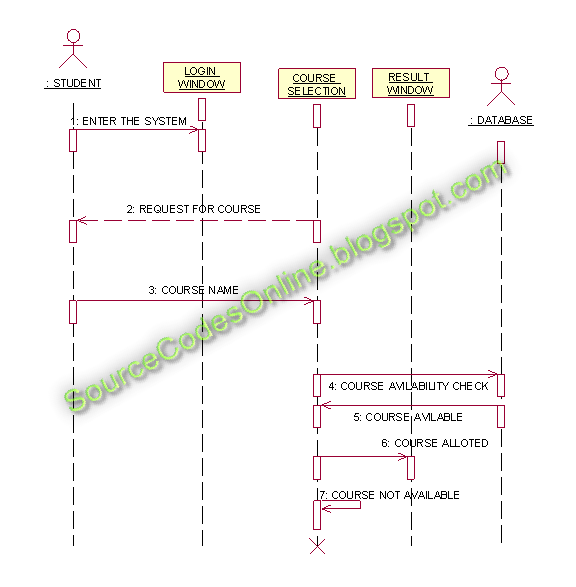 : STUDENT
LOGIN
WINDOW
COURSE
SELECTION
RESULT
WINDOW
: DATABASE
1: ENTER THE SYSTEM
2: REQUEST FOR COURSE
3: COURSE NAME
4: COURSE AVILABILITY CHECK
5: COURSE AVILABLE
6: COURSE ALLOTED
7: COURSE NOT AVAILABLE
SourceCodesOnline.blogspot.com